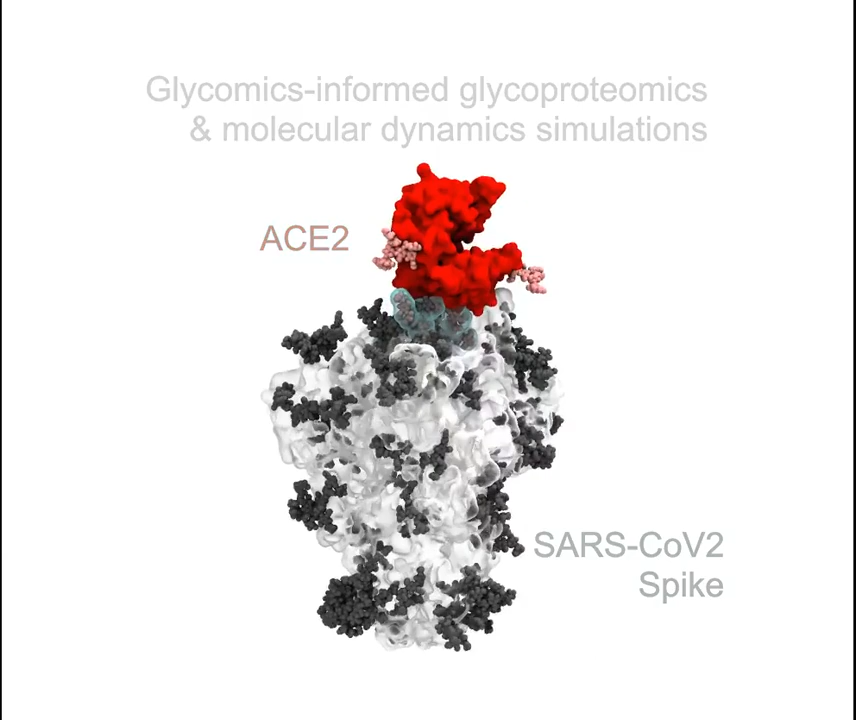 Glycomics-informed glycoproteomics
& molecular dynamics simulations
ACE2
SARS-CoV2
Spike